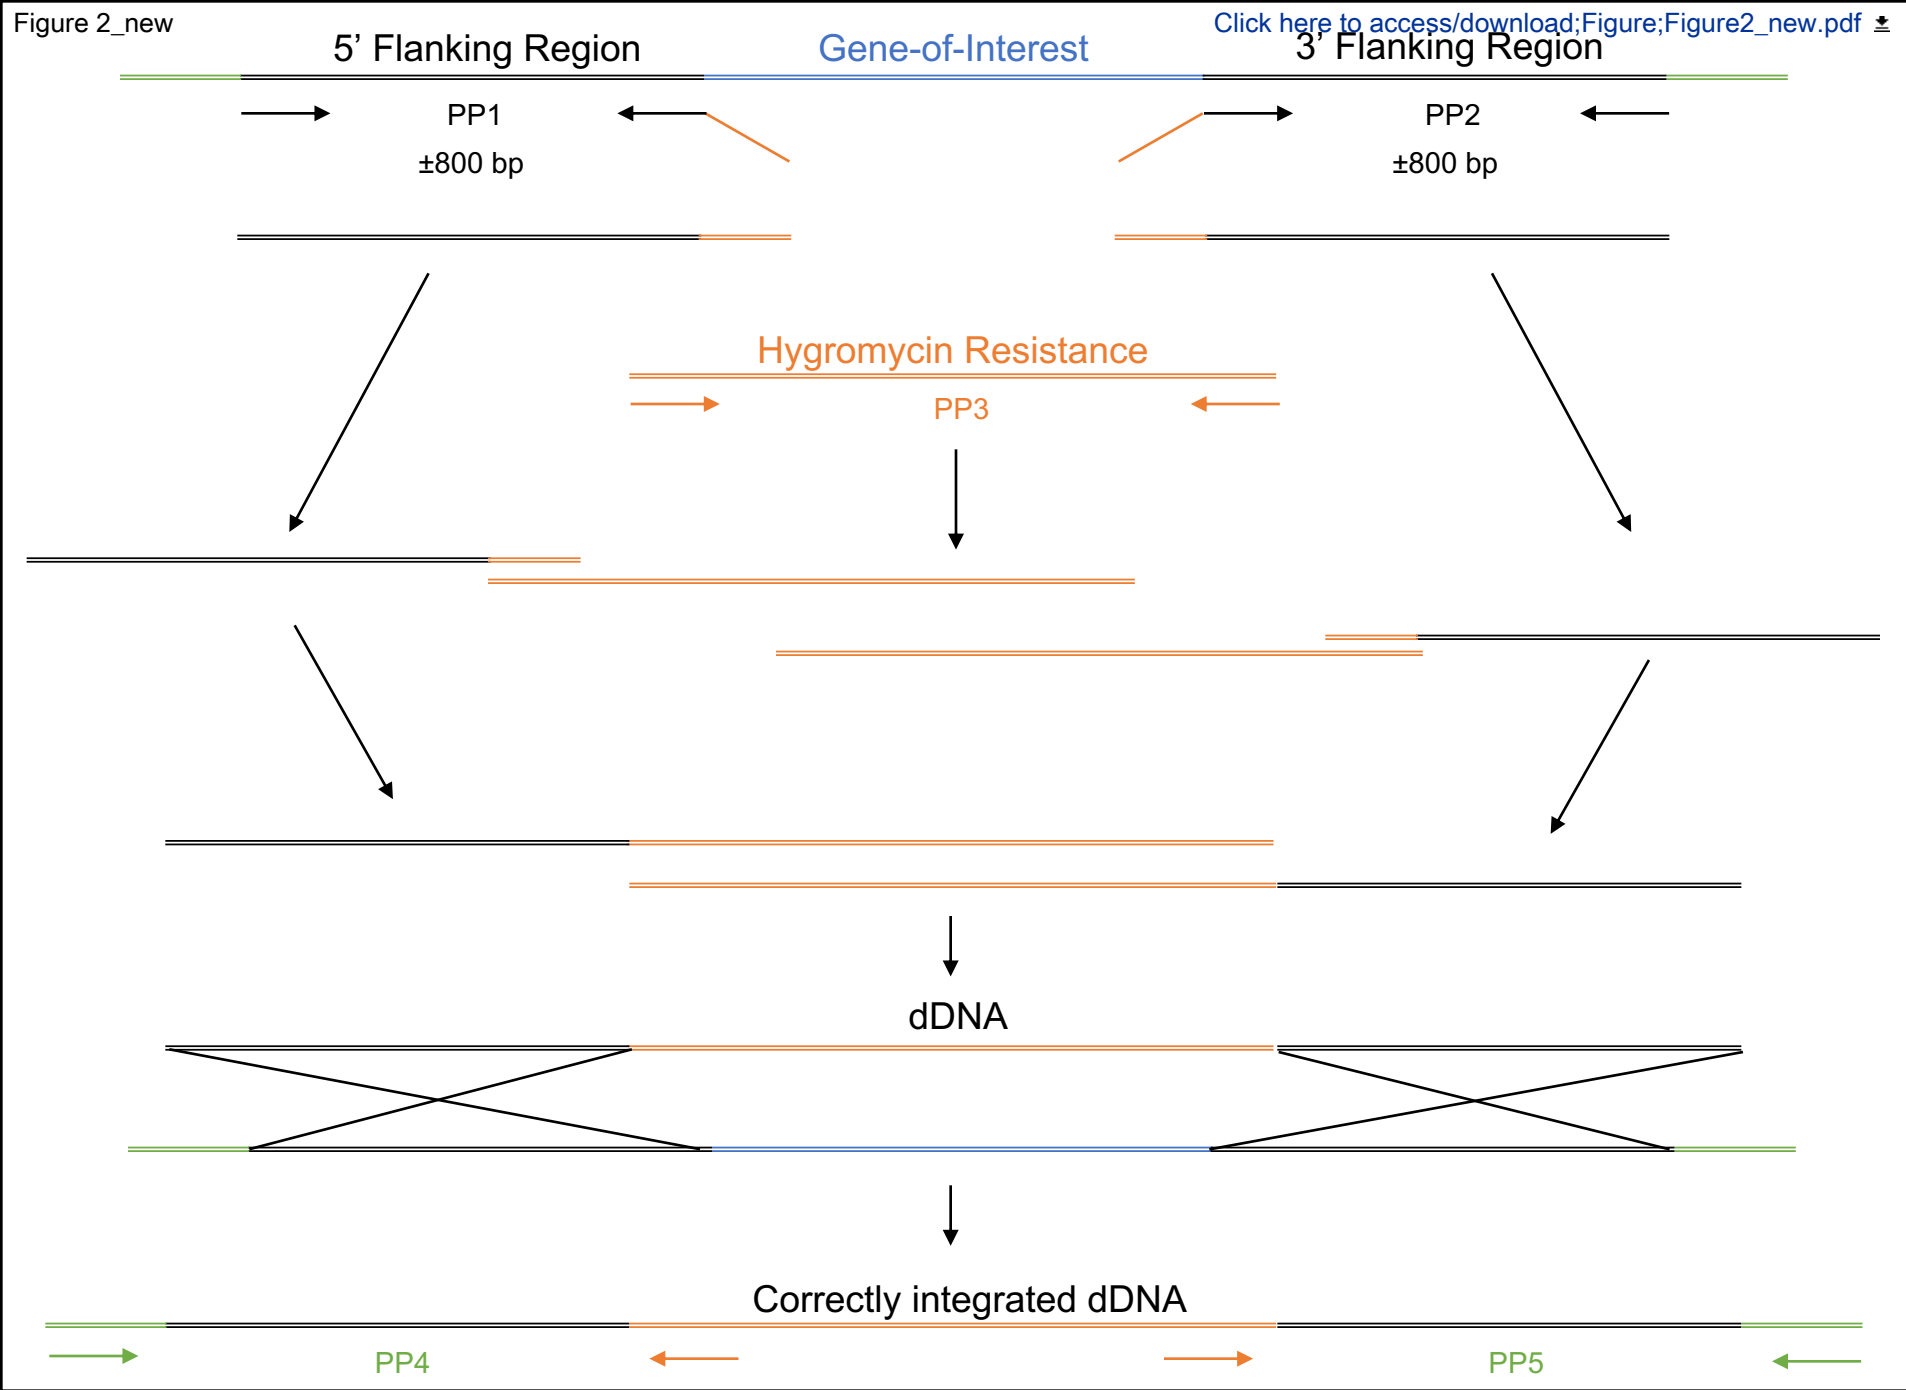 Figure 2_new
Click here to access/download;Figure;Figure2_new.pdf
5’ Flanking Region
Gene-of-Interest
3’ Flanking Region
PP1
PP2
±800 bp
±800 bp
Hygromycin Resistance
PP3
dDNA
Correctly integrated dDNA
PP4
PP5